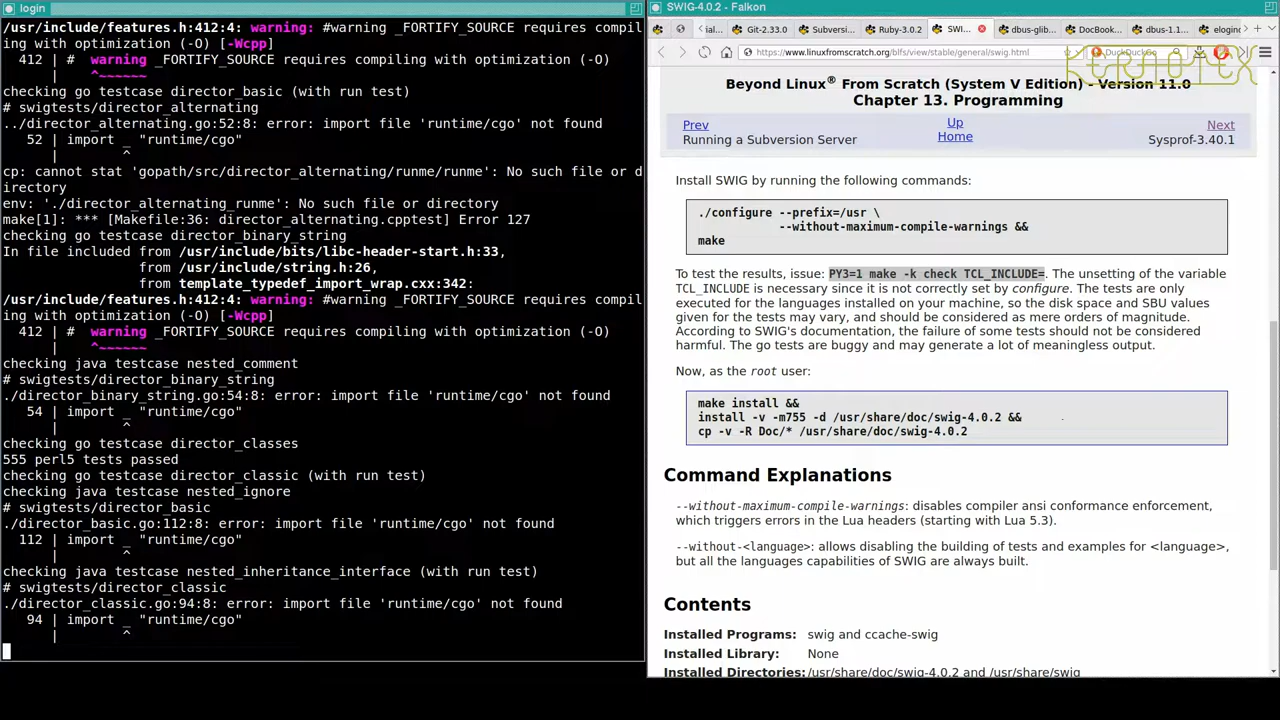 login
/usr/include/features.h:412:4: warning: #warning _FORTIFY_SOURCE requires compil
ing with optimization (-O) [-Wcpp]
412 | # warning _FORTIFY_SOURCE requires compiling with optimization (-O)
| ^~~~~~~
checking go testcase director_basic (with run test)
# swigtests/director_alternating
../director_alternating.go:52:8: error: import file 'runtime/cgo' not found
52 | import _ "runtime/cgo"
| ^
cp: cannot stat 'gopath/src/director_alternating/runme/runme': No such file or d
irectory
env: './director_alternating_runme': No such file or directory
make[1]: *** [Makefile:36: director_alternating.cpptest] Error 127
checking go testcase director_binary_string
In file included from /usr/include/bits/libc-header-start.h:33,
from /usr/include/string.h:26,
from template_typedef_import_wrap.cxx:342:
/usr/include/features.h:412:4: warning: #warning _FORTIFY_SOURCE requires compil
ing with optimization (-O) [-Wcpp]
412 | # warning _FORTIFY_SOURCE requires compiling with optimization (-O)
| ^~~~~~~
checking java testcase nested_comment
# swigtests/director_binary_string
./director_binary_string.go:54:8: error: import file 'runtime/cgo' not found
54 | import _ "runtime/cgo"
| ^
checking go testcase director_classes
555 perl5 tests passed
checking go testcase director_classic (with run test)
checking java testcase nested_ignore
# swigtests/director_basic
./director_basic.go:112:8: error: import file 'runtime/cgo' not found
112 | import _ "runtime/cgo"
| ^
checking java testcase nested_inheritance_interface (with run test)
# swigtests/director_classic
./director_classic.go:94:8: error: import file 'runtime/cgo' not found
94 | import _ "runtime/cgo"
| ^
SWIG-4.0.2 - Falkon
ial... Git-2.33.0 Subversi... Ruby-3.0.2 SWI... dbus-glib... DocBook... dbus-1.1... eloginc
https://www.linuxfromscratch.org/blfs/view/stable/general/swig.html DuckDuckGo
KERNOTEX
Beyond Linux® From Scratch (System V Edition) - Version 11.0
Chapter 13. Programming
Prev Up Next
Running a Subversion Server Home Sysprof-3.40.1
Install SWIG by running the following commands:
./configure --prefix=/usr \
--without-maximum-compile-warnings &&
make
To test the results, issue: PY3=1 make -k check TCL_INCLUDE=. The unsetting of the variable
TCL_INCLUDE is necessary since it is not correctly set by configure. The tests are only
executed for the languages installed on your machine, so the disk space and SBU values
given for the tests may vary, and should be considered as mere orders of magnitude.
According to SWIG's documentation, the failure of some tests should not be considered
harmful. The go tests are buggy and may generate a lot of meaningless output.
Now, as the root user:
make install &&
install -v -m755 -d /usr/share/doc/swig-4.0.2 &&
cp -v -R Doc/* /usr/share/doc/swig-4.0.2
Command Explanations
--without-maximum-compile-warnings: disables compiler ansi conformance enforcement,
which triggers errors in the Lua headers (starting with Lua 5.3).
--without-<language>: allows disabling the building of tests and examples for <language>,
but all the languages capabilities of SWIG are always built.
Contents
Installed Programs: swig and ccache-swig
Installed Library: None
Installed Directories: /usr/share/doc/swig-4.0.2 and /usr/share/swig